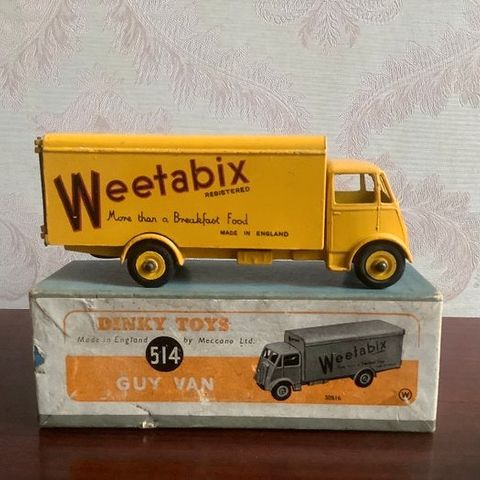 Weetabix
REGISTERED
More than a Breakfast Food
MADE IN ENGLAND
DINKY TOYS
Made in England 514 by Meccano Ltd.
GUY VAN
Weetabix
W